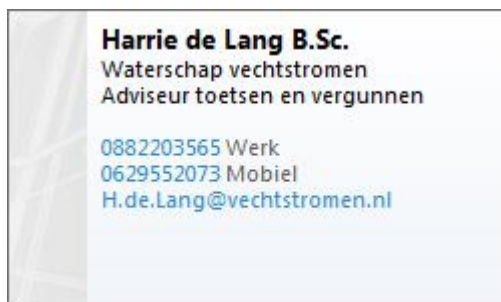 Harrie de Lang B.Sc.
Waterschap vechtstromen
Adviseur toetsen en vergunnen
0882203565 Werk
0629552073 Mobiel
H.de.Lang@vechtstromen.nl